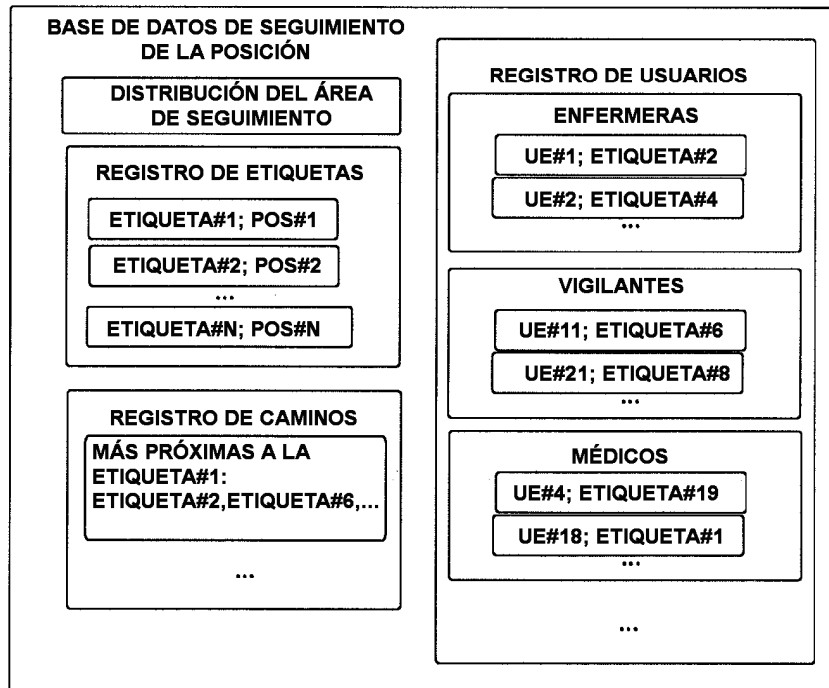 BASE DE DATOS DE SEGUIMIENTO
DE LA POSICIÓN
DISTRIBUCIÓN DEL ÁREA
DE SEGUIMIENTO
REGISTRO DE ETIQUETAS
ETIQUETA#1; POS#1
ETIQUETA#2; POS#2
...
ETIQUETA#N; POS#N
REGISTRO DE CAMINOS
MÁS PRÓXIMAS A LA
ETIQUETA#1:
ETIQUETA#2,ETIQUETA#6,...
...
REGISTRO DE USUARIOS
ENFERMERAS
UE#1; ETIQUETA#2
UE#2; ETIQUETA#4
...
VIGILANTES
UE#11; ETIQUETA#6
UE#21; ETIQUETA#8
...
MÉDICOS
UE#4; ETIQUETA#19
UE#18; ETIQUETA#1
...
...